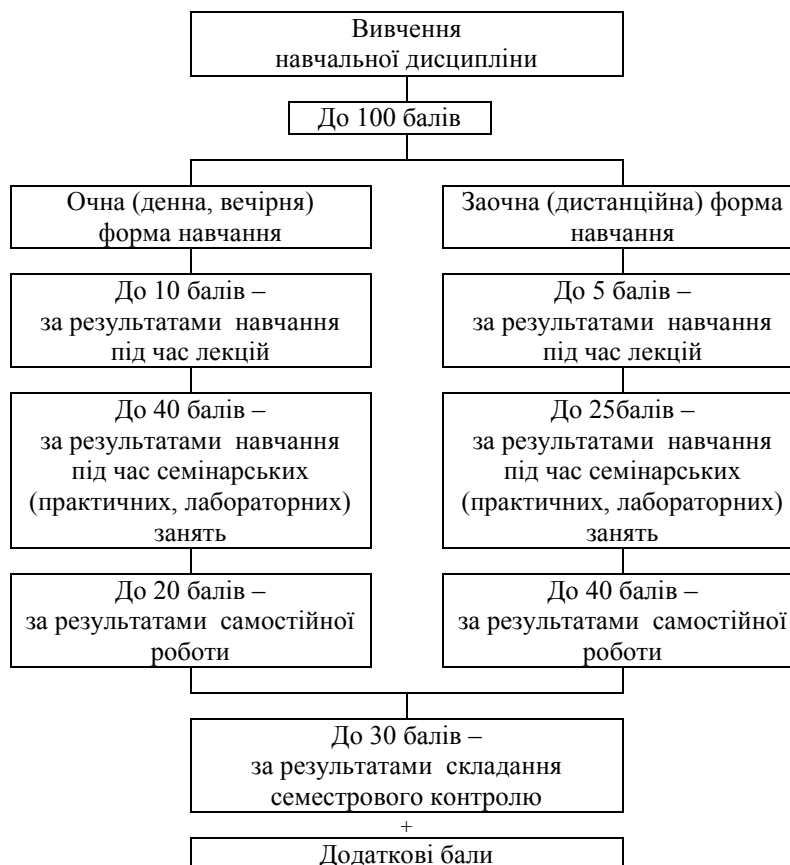 Вивчення
навчальної дисципліни
До 100 балів
Очна (денна, вечірня)
форма навчання
Заочна (дистанційна) форма
навчання
До 10 балів –
за результатами навчання
під час лекцій
До 5 балів –
за результатами навчання
під час лекцій
До 40 балів –
за результатами навчання
під час семінарських
(практичних, лабораторних)
занять
До 25балів –
за результатами навчання
під час семінарських
(практичних, лабораторних)
занять
До 20 балів –
за результатами самостійної
роботи
До 40 балів –
за результатами самостійної
роботи
До 30 балів –
за результатами складання
семестрового контролю
+
Додаткові бали